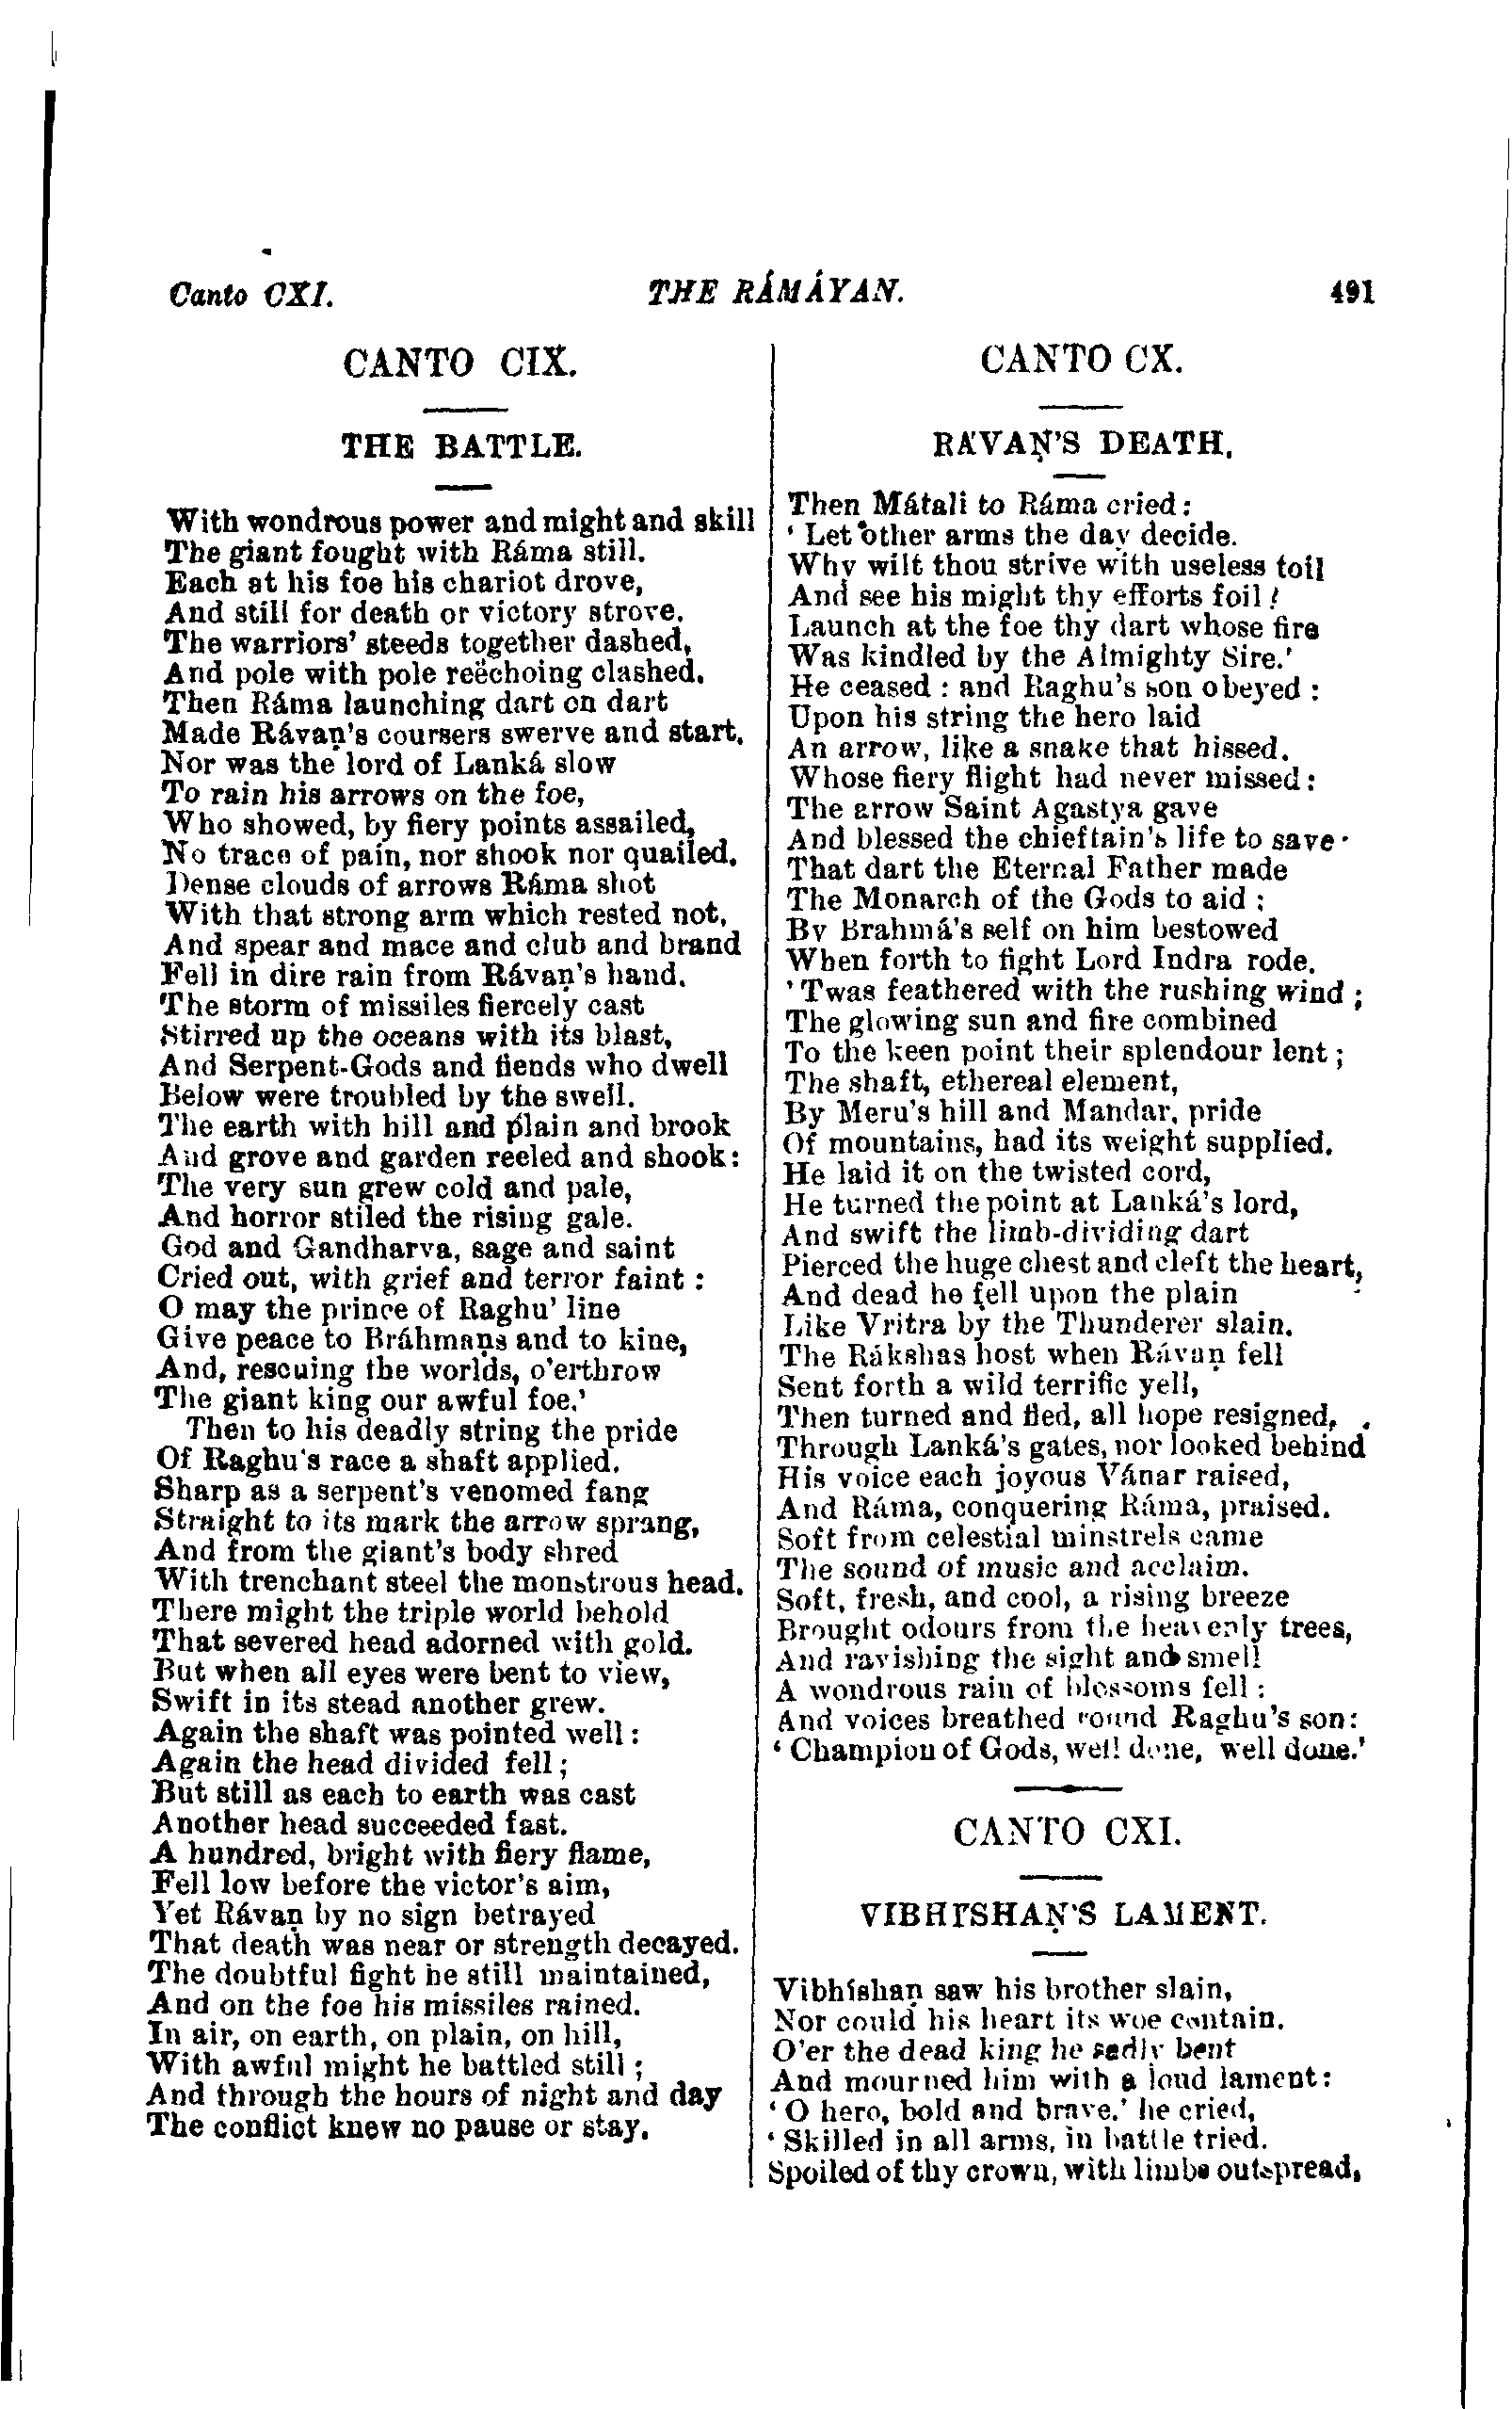 Canto CXI. THE RÁMÁYAN. 491
CANTO CIX.
THE BATTLE.
With wondrous power and might and skill
The giant fought with Ráma still.
Each at his foe his chariot drove,
And still for death or victory strove.
The warriors' steeds together dashed,
And pole with pole reëchoing clashed.
Then Ráma launching dart on dart
Made Rávaṇ's coursers swerve and start.
Nor was the lord of Lanká slow
To rain his arrows on the foe,
Who showed, by fiery points assailed,
No trace of pain, nor shook nor quailed.
Dense clouds of arrows Ráma shot
With that strong arm which rested not,
And spear and mace and club and brand
Fell in dire rain from Rávaṇ's hand.
The storm of missiles fiercely cast
Stirred up the oceans with its blast,
And Serpent-Gods and fiends who dwell
Below were troubled by the swell.
The earth with hill and plain and brook
And grove and garden reeled and shook:
The very sun grew cold and pale,
And horror stiled the rising gale.
God and Gandharva, sage and saint
Cried out, with grief and terror faint :
O may the prince of Raghu' line
Give peace to Bráhmaṇs and to kine,
And, rescuing the worlds, o'erthrow
The giant king our awful foe.'
Then to his deadly string the pride
Of Raghu's race a shaft applied.
Sharp as a serpent's venomed fang
Straight to its mark the arrow sprang,
And from the giant's body shred
With trenchant steel the monstrous head.
There might the triple world behold
That severed head adorned with gold.
But when all eyes were bent to view,
Swift in its stead another grew.
Again the shaft was pointed well :
Again the head divided fell ;
But still as each to earth was cast
Another head succeeded fast.
A hundred, bright with fiery flame,
Fell low before the victor's aim,
Yet Rávaṇ by no sign betrayed
That death was near or strength decayed.
The doubtful fight he still maintained,
And on the foe his missiles rained.
In air, on earth, on plain, on hill,
With awful might he battled still ;
And through the hours of night and day
The conflict knew no pause or stay.
CANTO CX.
RÁVAṆ'S DEATH.
Then Mátali to Ráma cried :
' Let other arms the day decide.
Why wilt thou strive with useless toil
And see his might thy efforts foil ?
Launch at the foe thy dart whose fire
Was kindled by the Almighty Sire.'
He ceased : and Raghu's son obeyed :
Upon his string the hero laid
An arrow, like a snake that hissed.
Whose fiery flight had never missed :
The arrow Saint Agastya gave
And blessed the chieftain's life to save
That dart the Eternal Father made
The Monarch of the Gods to aid ;
By Brahmá's self on him bestowed
When forth to fight Lord Indra rode.
'Twas feathered with the rushing wind ;
The glowing sun and fire combined
To the keen point their splendour lent ;
The shaft, ethereal element,
By Meru's hill and Mandar, pride
Of mountains, had its weight supplied.
He laid it on the twisted cord,
He turned the point at Lanká's lord,
And swift the limb-dividing dart
Pierced the huge chest and cleft the heart,
And dead he fell upon the plain
Like Vritra by the Thunderer slain.
The Rákshas host when Rávaṇ fell
Sent forth a wild terrific yell,
Then turned and fled, all hope resigned,
Through Lanká's gates, nor looked behind
His voice each joyous Vánar raised,
And Ráma, conquering Ráma, praised.
Soft from celestial minstrels came
The sound of music and acclaim.
Soft, fresh, and cool, a rising breeze
Brought odours from the heavenly trees,
And ravishing the sight and smell
A wondrous rain of blossoms fell :
And voices breathed round Raghu's son:
' Champion of Gods, well done, well done.'
CANTO CXI.
VIBHÍSHAṆ'S LAMENT.
Vibhíshaṇ saw his brother slain,
Nor could his heart its woe contain.
O'er the dead king he sadly bent
And mourned him with a loud lament:
' O hero, bold and brave.' he cried,
' Skilled in all arms, in battle tried.
Spoiled of thy crown, with limbs outspread,